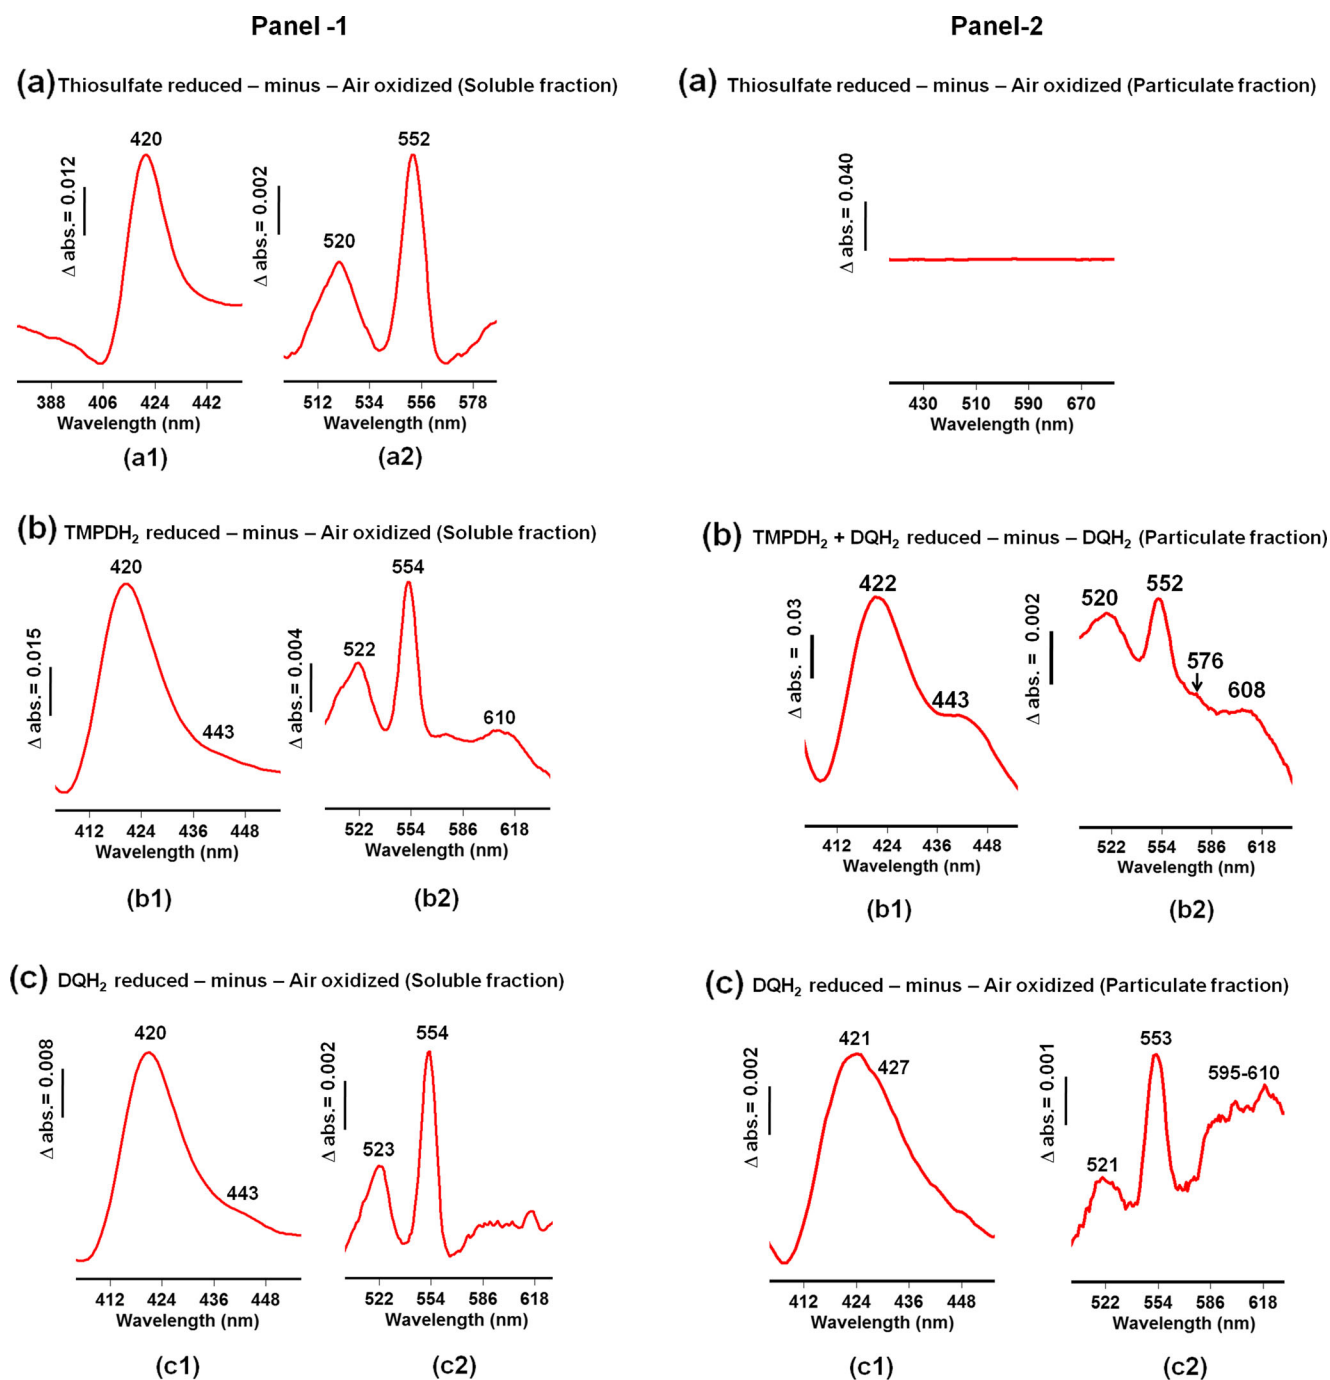 Panel -1
(a) Thiosulfate reduced – minus – Air oxidized (Soluble fraction)
420
Δ abs.= 0.012
388 406 424 442
Wavelength (nm)
(a1)
552
520
Δ abs.= 0.002
512 534 556 578
Wavelength (nm)
(a2)
(b) TMPDH₂ reduced – minus – Air oxidized (Soluble fraction)
420
443
Δ abs.= 0.015
412 424 436 448
Wavelength (nm)
(b1)
554
522
610
Δ abs.= 0.004
522 554 586 618
Wavelength (nm)
(b2)
(c) DQH₂ reduced – minus – Air oxidized (Soluble fraction)
420
443
Δ abs.= 0.008
412 424 436 448
Wavelength (nm)
(c1)
554
523
Δ abs.= 0.002
522 554 586 618
Wavelength (nm)
(c2)
Panel-2
(a) Thiosulfate reduced – minus – Air oxidized (Particulate fraction)
Δ abs.= 0.040
430 510 590 670
Wavelength (nm)
(b) TMPDH₂ + DQH₂ reduced – minus – DQH₂ (Particulate fraction)
422
443
Δ abs.= 0.03
412 424 436 448
Wavelength (nm)
(b1)
520
552
576
608
Δ abs.= 0.002
522 554 586 618
Wavelength (nm)
(b2)
(c) DQH₂ reduced – minus – Air oxidized (Particulate fraction)
421
427
Δ abs.= 0.002
412 424 436 448
Wavelength (nm)
(c1)
553
595-610
521
Δ abs.= 0.001
522 554 586 618
Wavelength (nm)
(c2)